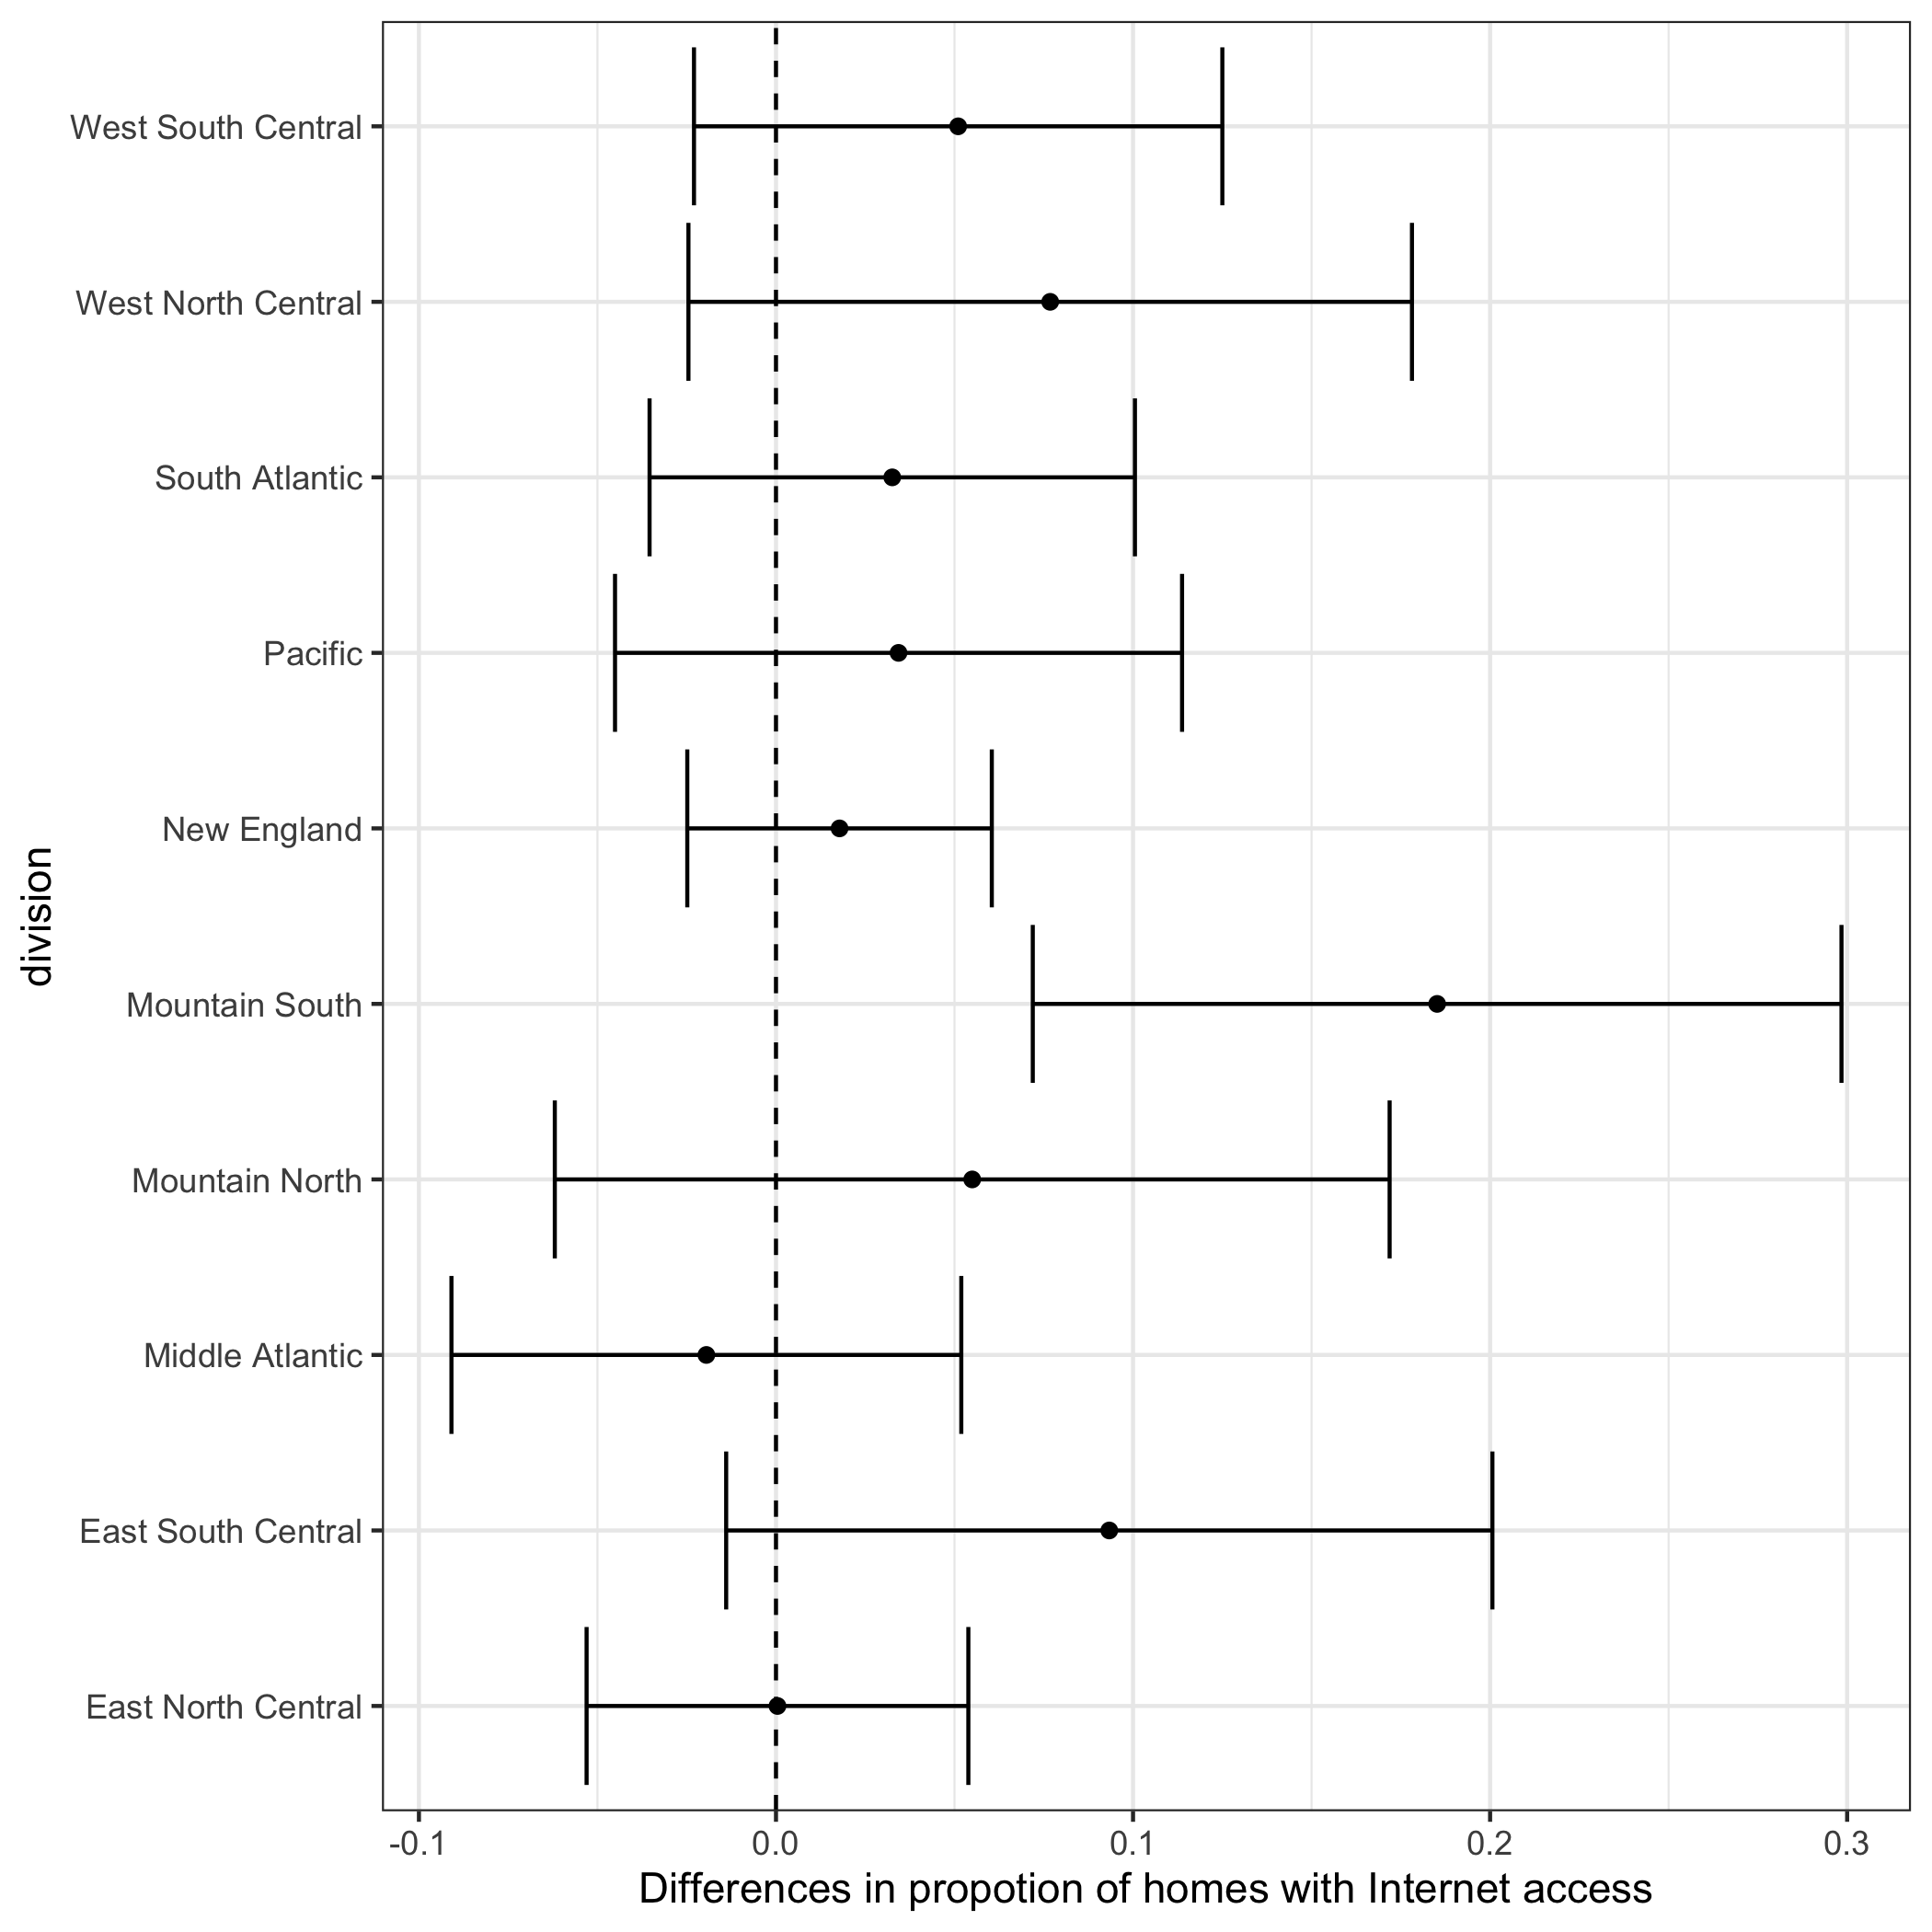 West South Central
West North Central
South Atlantic
Pacific
New England
division
Mountain South
Mountain North
Middle Atlantic
East South Central
East North Central
-0.1 0.0 0.1 0.2 0.3
Differences in propotion of homes with Internet access